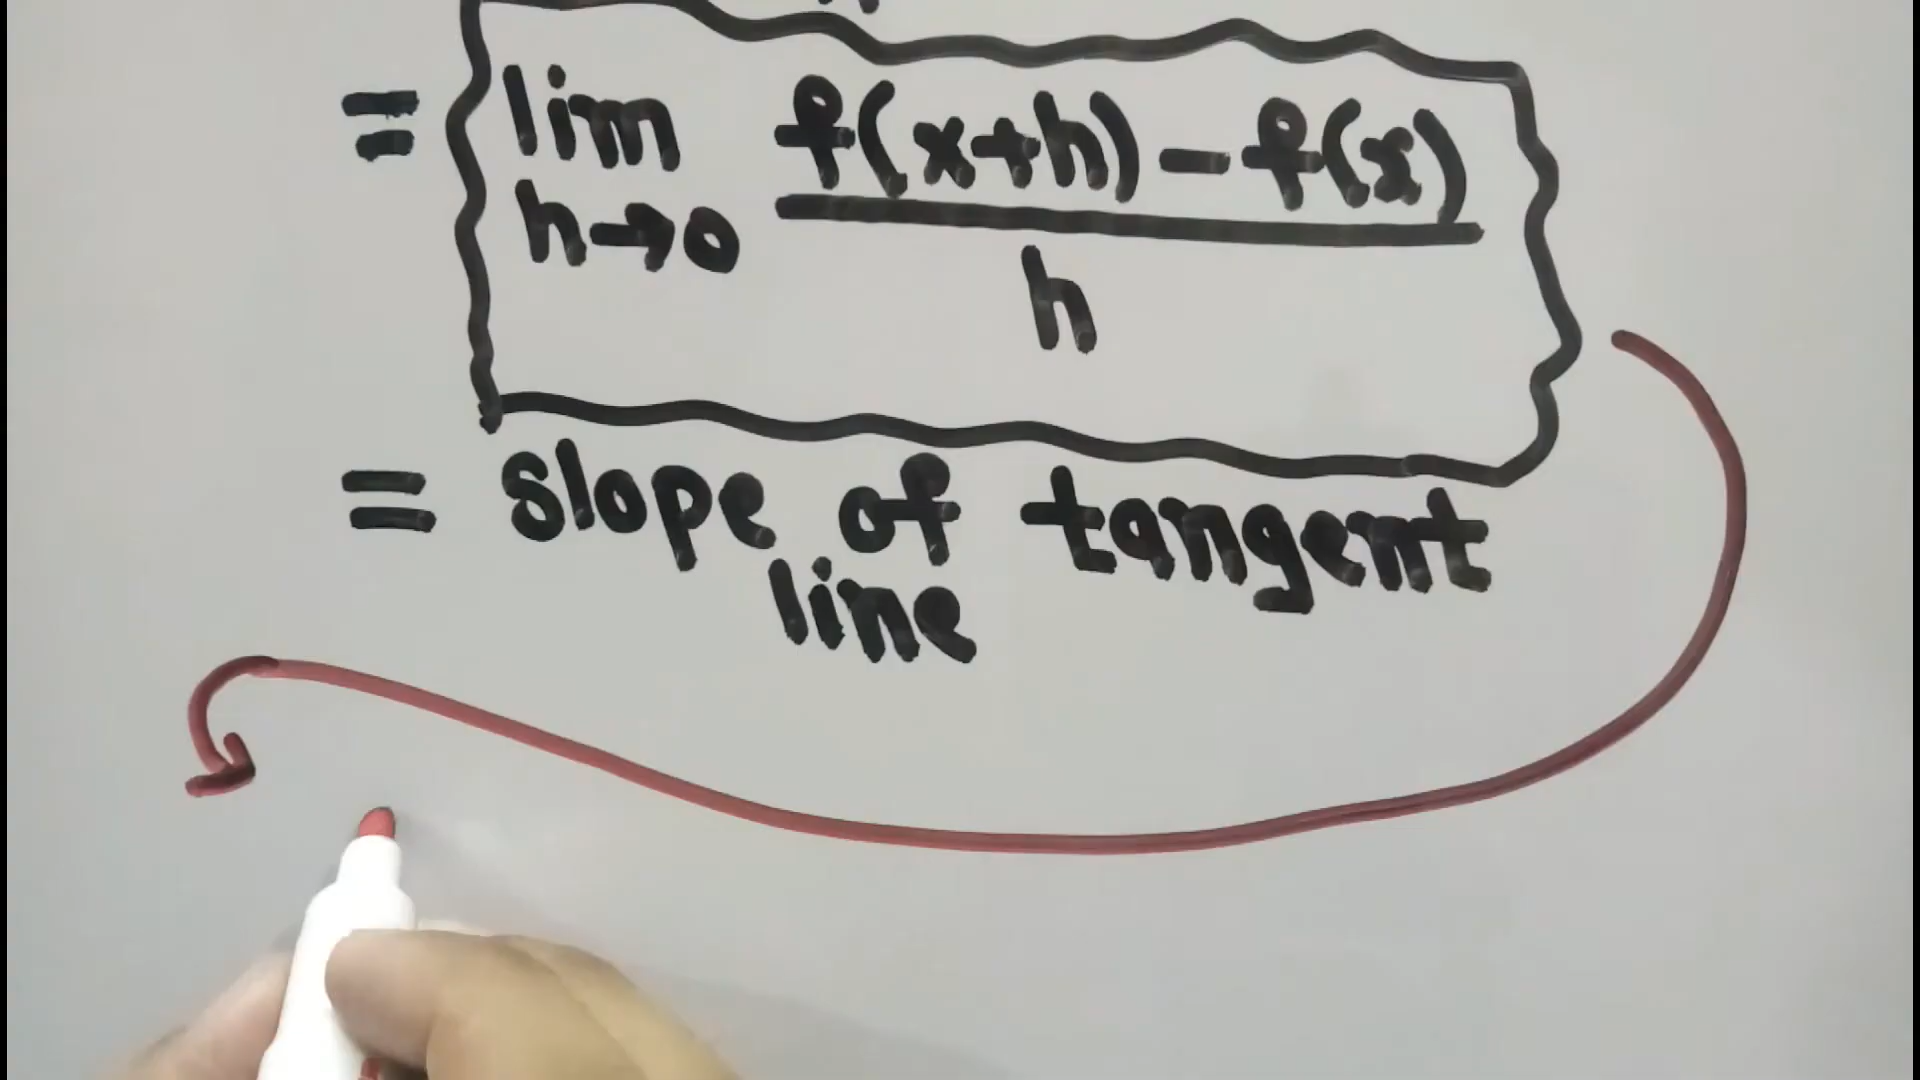 = lim f(x+h) - f(x)
h→0 h
= slope of tangent
line